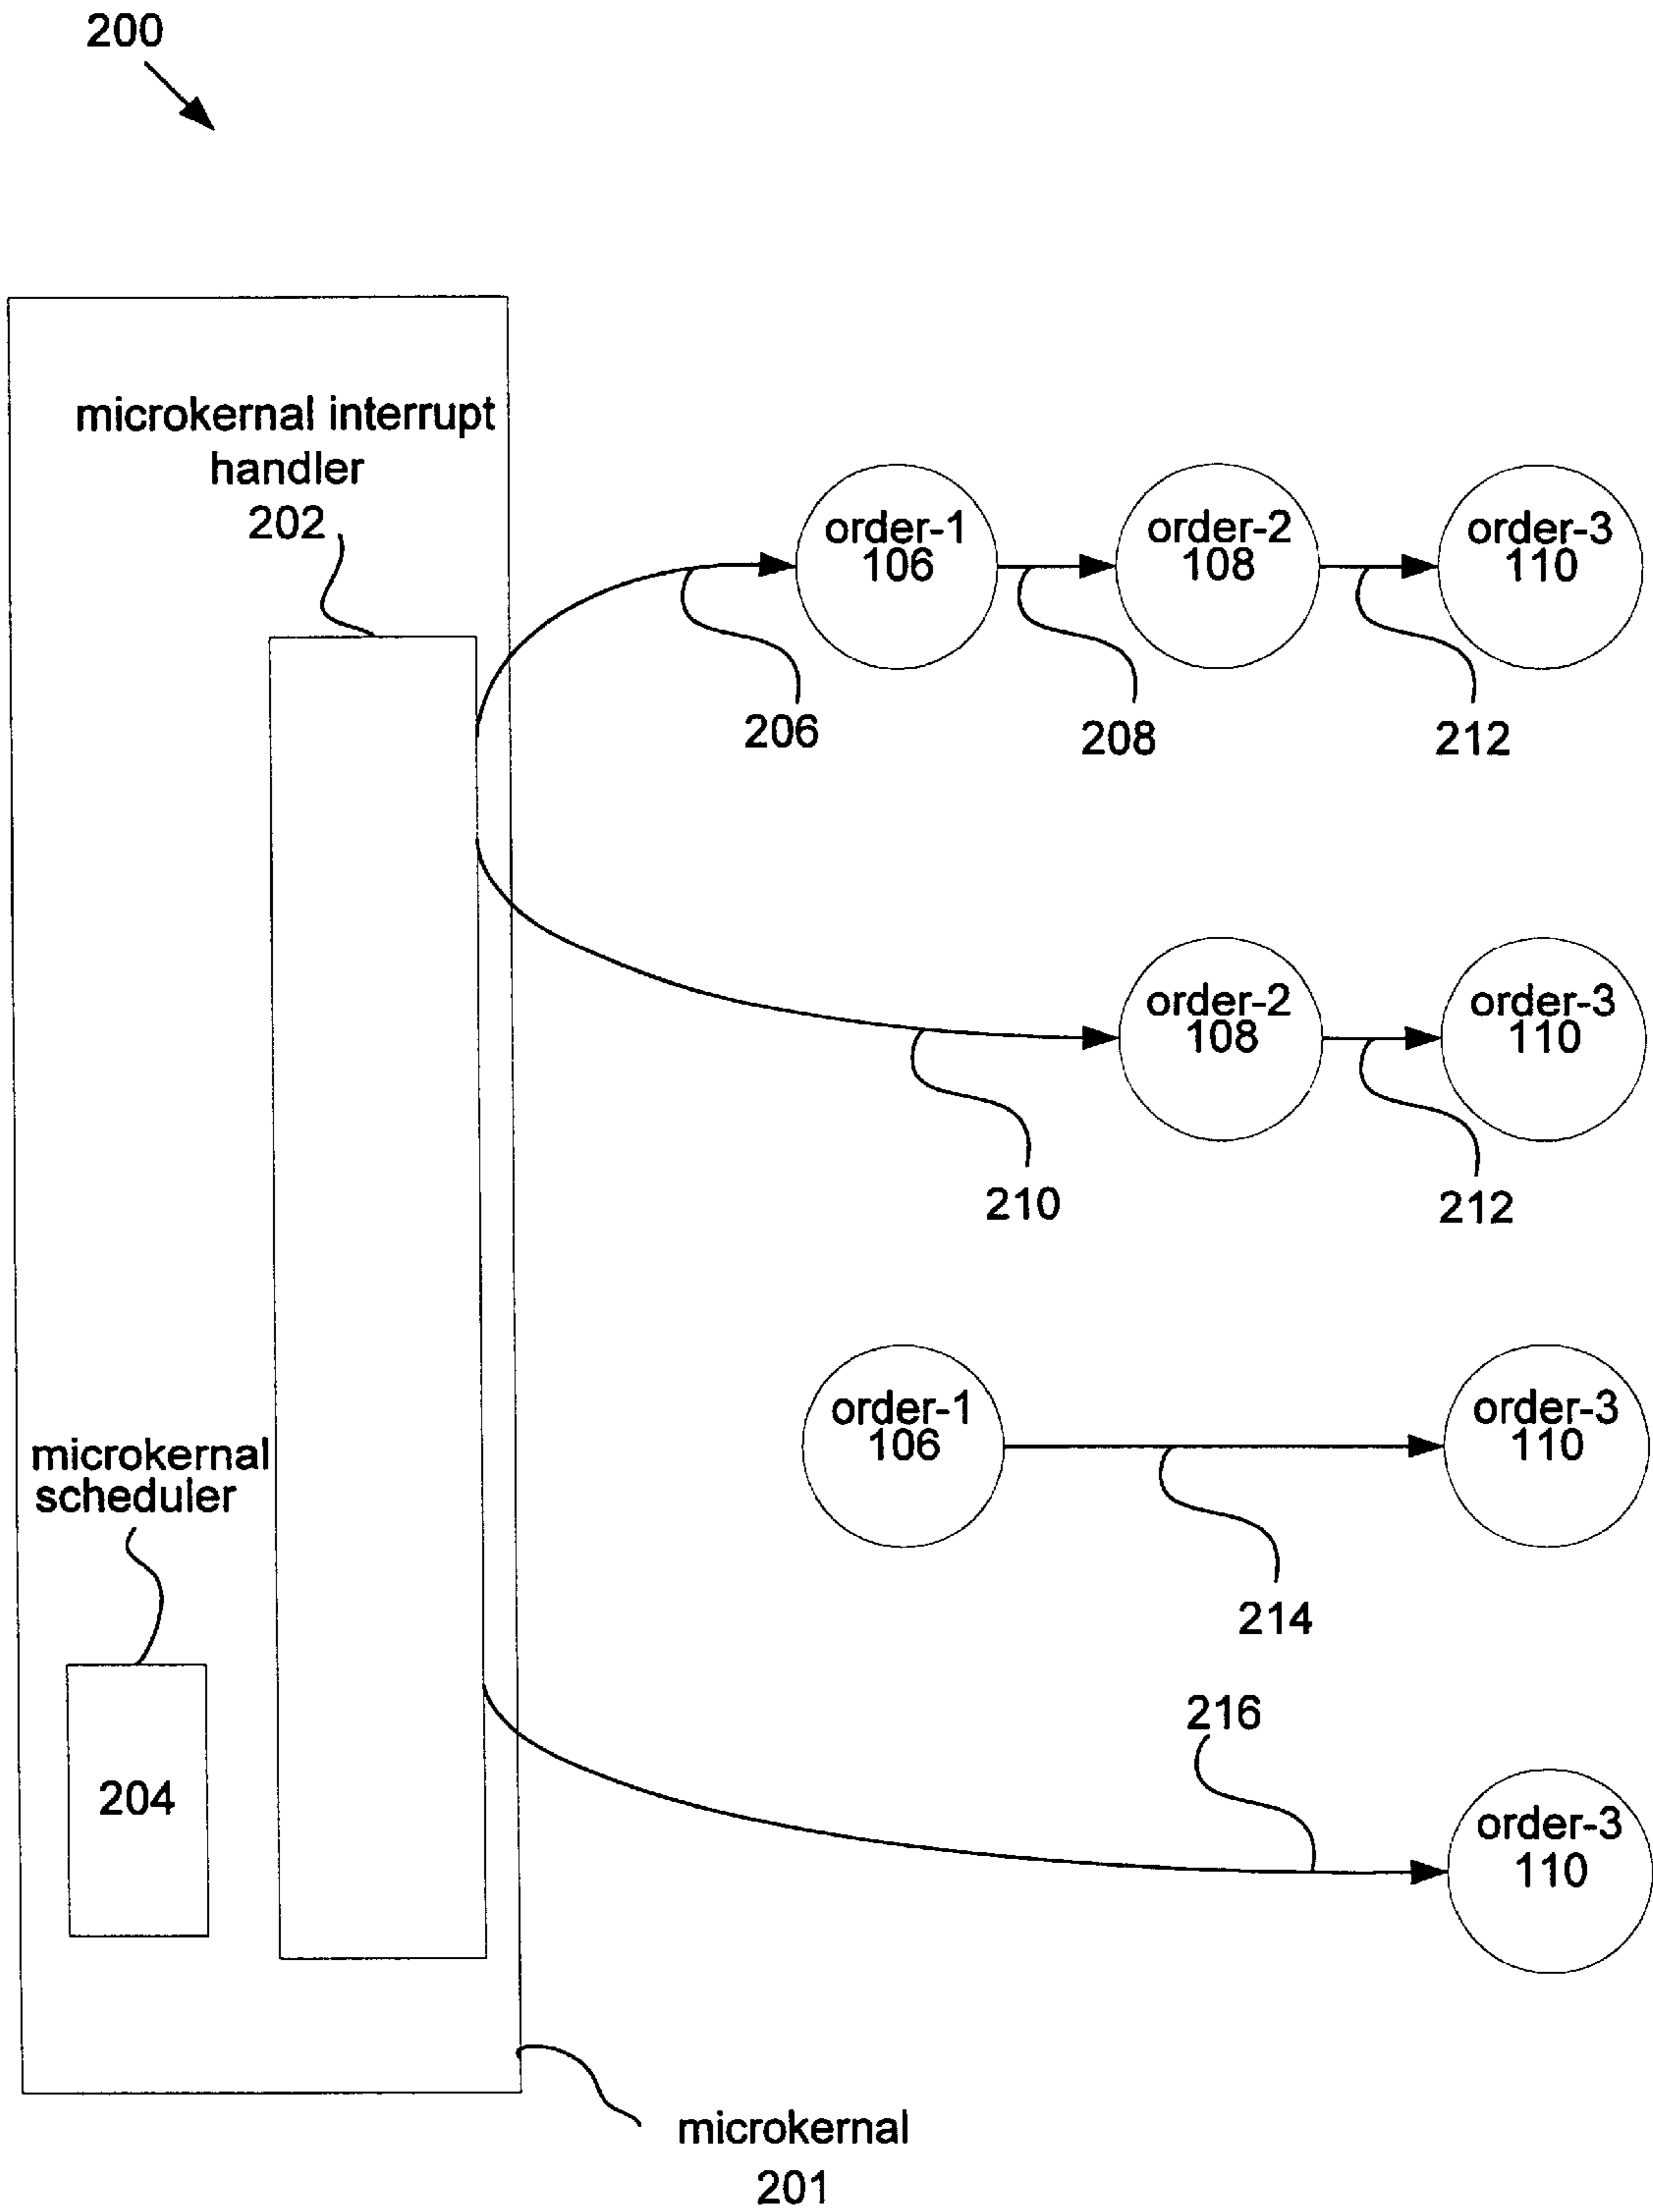 200
microkernal interrupt
handler
202
order-1
106
order-2
108
order-3
110
206
208
212
order-2
108
order-3
110
210
212
order-1
106
order-3
110
microkernal
scheduler
214
216
204
order-3
110
microkernal
201